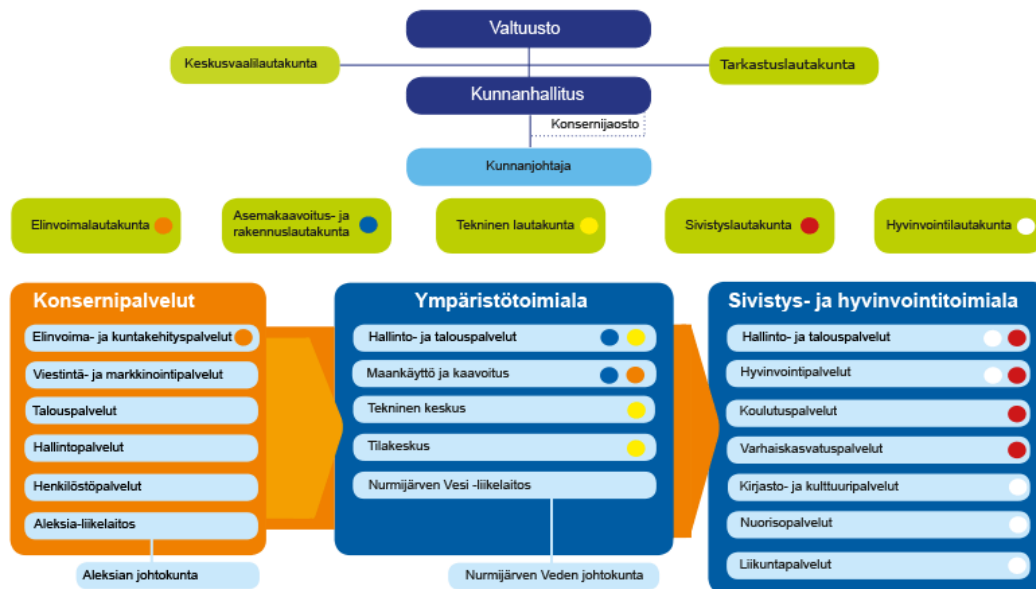 Valtuusto
Keskusvaalilautakunta
Tarkastuslautakunta
Kunnanhallitus
Konsernijaosto
Kunnanjohtaja
Elinvoimalautakunta
Asemakaavoitus- ja
rakennuslautakunta
Tekninen lautakunta
Sivistyslautakunta
Hyvinvointilautakunta
Konsernipalvelut
Elinvoima- ja kuntakehityspalvelut
Viestintä- ja markkinointipalvelut
Talouspalvelut
Hallintopalvelut
Henkilöstöpalvelut
Aleksia-liikelaitos
Aleksian johtokunta
Ympäristötoimiala
Hallinto- ja talouspalvelut
Maankäyttö ja kaavoitus
Tekninen keskus
Tilakeskus
Nurmijärven Vesi -liikelaitos
Nurmijärven Veden johtokunta
Sivistys- ja hyvinvointitoimiala
Hallinto- ja talouspalvelut
Hyvinvointipalvelut
Koulutuspalvelut
Varhaiskasvatuspalvelut
Kirjasto- ja kulttuuripalvelut
Nuorisopalvelut
Liikuntapalvelut